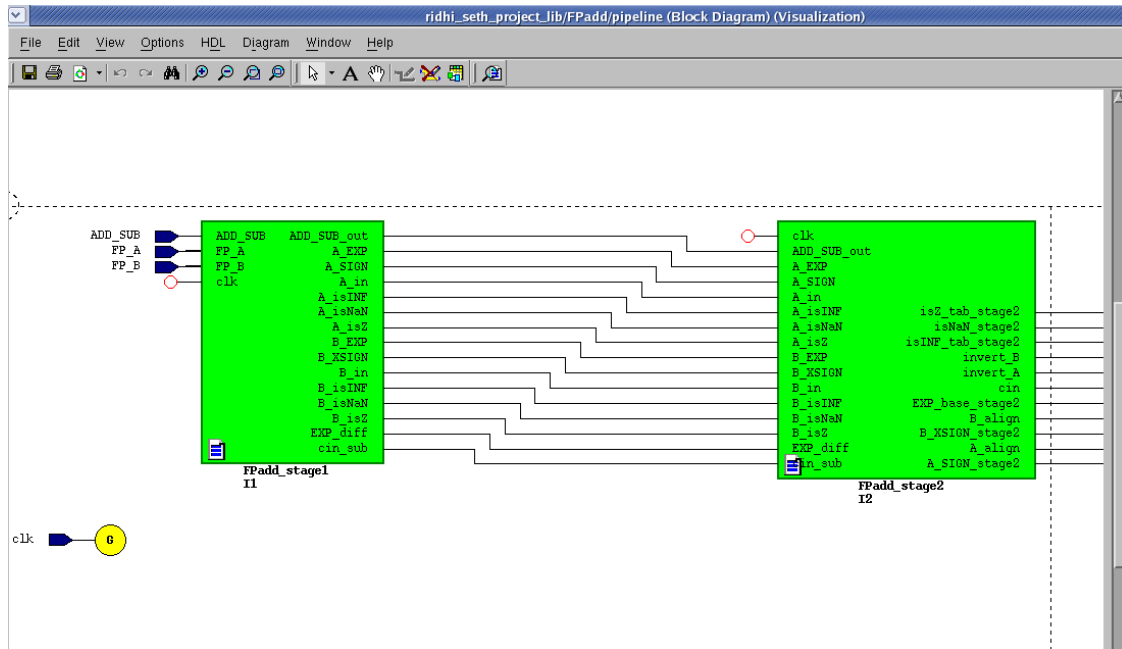 ridhi_seth_project_lib/FPadd/pipeline (Block Diagram) (Visualization)
File Edit View Options HDL Diagram Window Help
A
ADD_SUB
FP_A
FP_B
ADD_SUB ADD_SUB_out
FP_A A_EXP
FP_B A_SIGN
clk A_in
A_isINF
A_isNaN
A_isZ
B_EXP
B_XSIGN
B_in
B_isINF
B_isNaN
B_isZ
EXP_diff
cin_sub
FPadd_stage1
I1
clk
ADD_SUB_out
A_EXP
A_SIGN
A_in
A_isINF isZ_tab_stage2
A_isNaN isNaN_stage2
A_isZ isINF_tab_stage2
B_EXP invert_B
B_XSIGN invert_A
B_in cin
B_isINF EXP_base_stage2
B_isNaN B_align
B_isZ B_XSIGN_stage2
EXP_diff A_align
in_sub A_SIGN_stage2
FPadd_stage2
I2
clk G